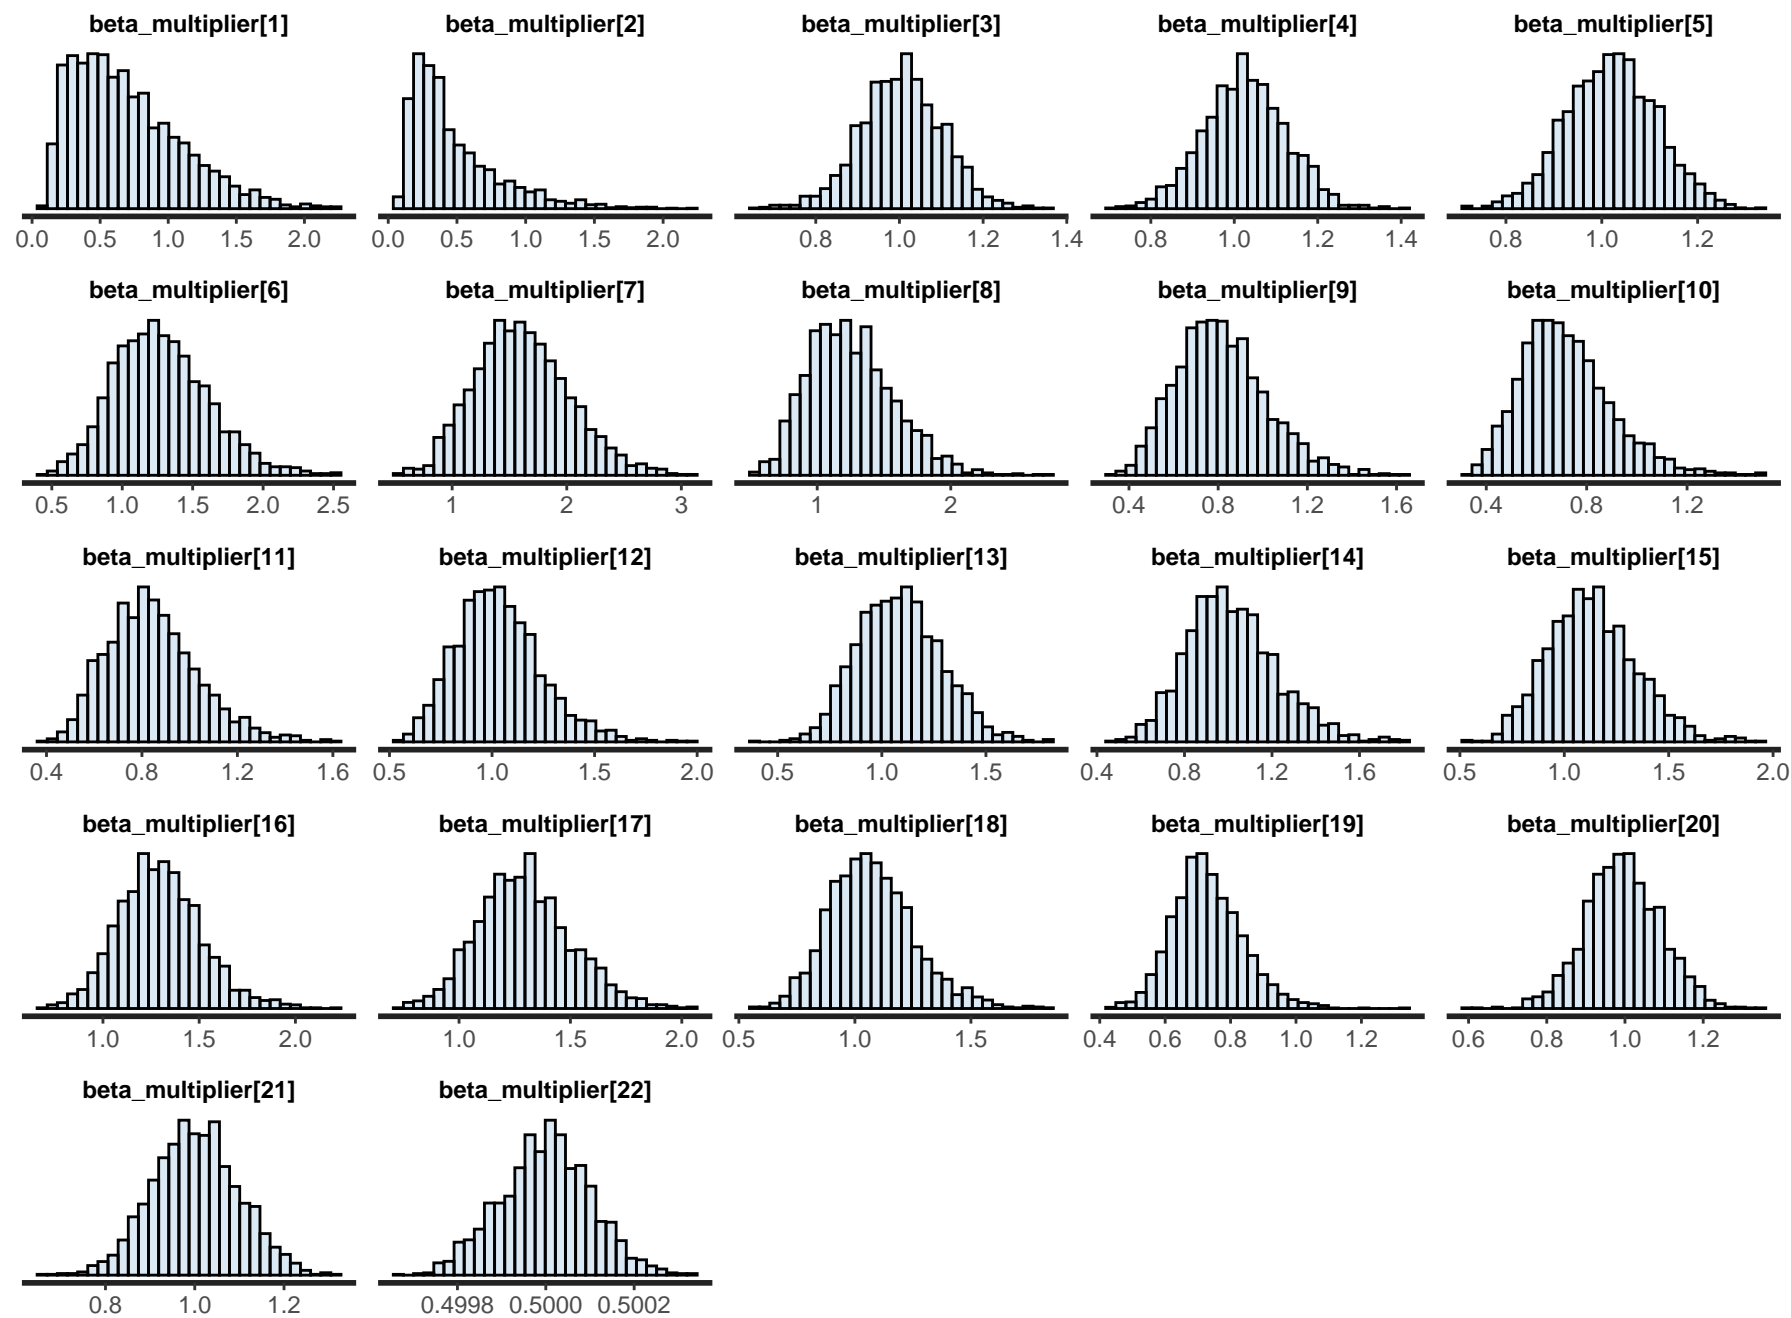 beta_multiplier[1] beta_multiplier[2] beta_multiplier[3] beta_multiplier[4] beta_multiplier[5]
0.0 0.5 1.0 1.5 2.0 0.0 0.5 1.0 1.5 2.0 0.8 1.0 1.2 1.4 0.8 1.0 1.2 1.4 0.8 1.0 1.2
beta_multiplier[6] beta_multiplier[7] beta_multiplier[8] beta_multiplier[9] beta_multiplier[10]
0.5 1.0 1.5 2.0 2.5 1 2 3 1 2 0.4 0.8 1.2 1.6 0.4 0.8 1.2
beta_multiplier[11] beta_multiplier[12] beta_multiplier[13] beta_multiplier[14] beta_multiplier[15]
0.4 0.8 1.2 1.6 0.5 1.0 1.5 2.0 0.5 1.0 1.5 0.4 0.8 1.2 1.6 0.5 1.0 1.5 2.0
beta_multiplier[16] beta_multiplier[17] beta_multiplier[18] beta_multiplier[19] beta_multiplier[20]
1.0 1.5 2.0 1.0 1.5 2.0 0.5 1.0 1.5 0.4 0.6 0.8 1.0 1.2 0.6 0.8 1.0 1.2
beta_multiplier[21] beta_multiplier[22]
0.8 1.0 1.2 0.4998 0.5000 0.5002